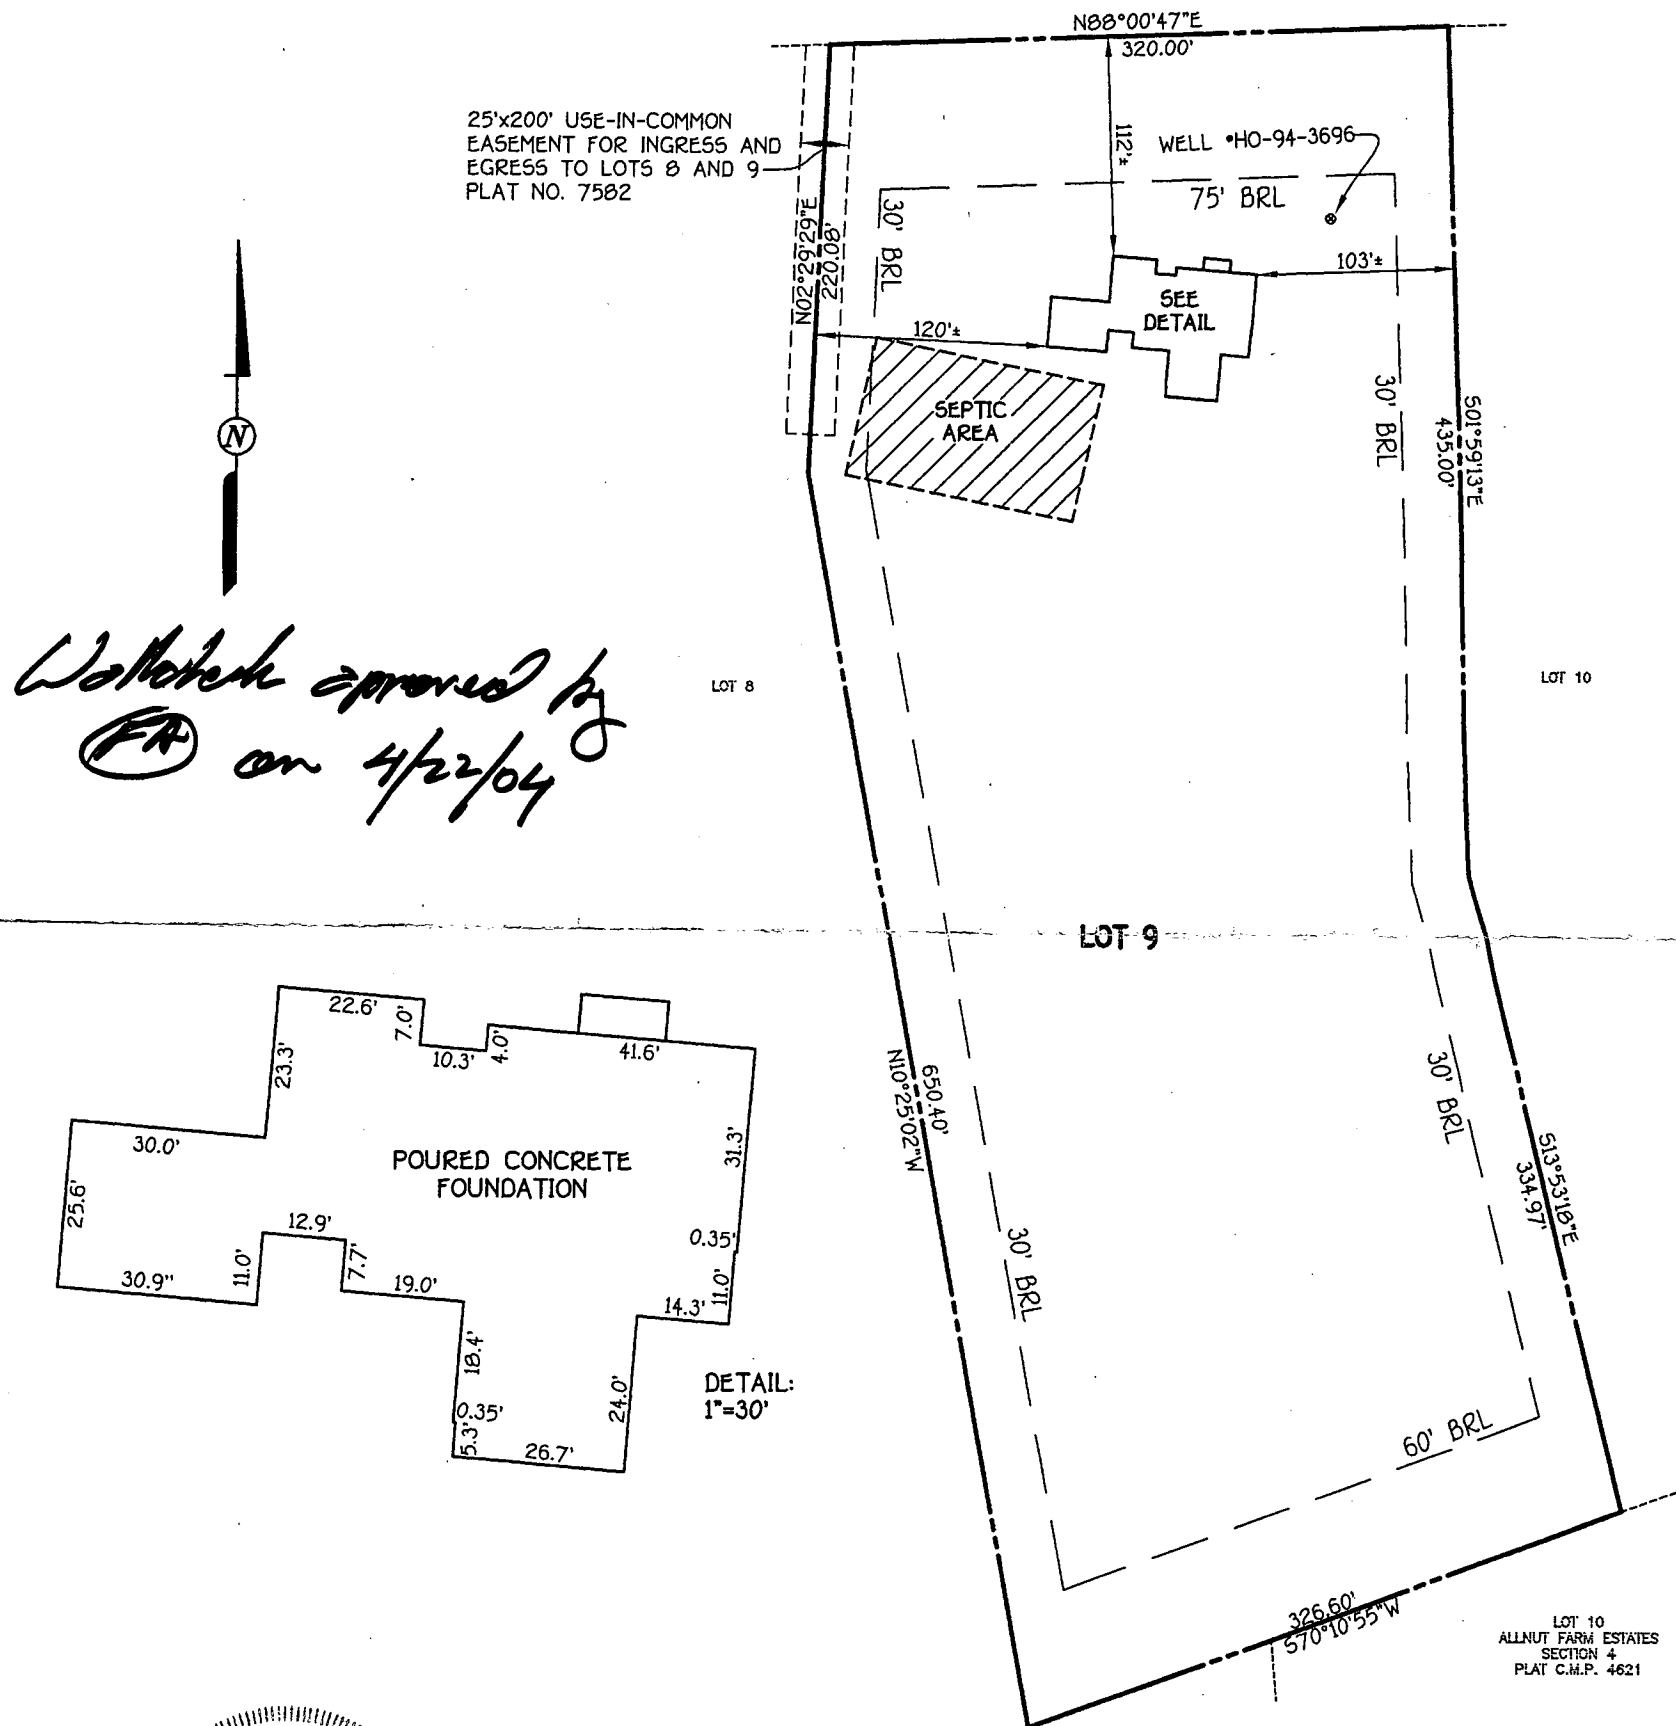 N88°00'47"E
320.00'
25'x200' USE-IN-COMMON
EASEMENT FOR INGRESS AND
EGRESS TO LOTS 8 AND 9
PLAT NO. 7582
112'±
WELL •HO-94-3696
75' BRL
30' BRL
N02°29'29"E
220.08'
103'±
SEE
DETAIL
120'±
30' BRL
S01°59'13"E
435.00'
SEPTIC
AREA
N
approved by
FA on 4/22/04
LOT 8
LOT 10
LOT 9
22.6'
7.0'
10.3'
4.0'
41.6'
23.3'
30.0'
25.6'
POURED CONCRETE
FOUNDATION
31.3'
0.35'
12.9'
11.0'
7.7'
30.9"
19.0'
11.0'
14.3'
18.4'
0.35'
5.3'
26.7'
24.0'
DETAIL:
1"=30'
650.40'
N10°25'02"W
30' BRL
S13°53'18"E
334.97'
30' BRL
60' BRL
326.60'
S70°10'55"W
LOT 10
ALLNUT FARM ESTATES
SECTION 4
PLAT C.M.P. 4621